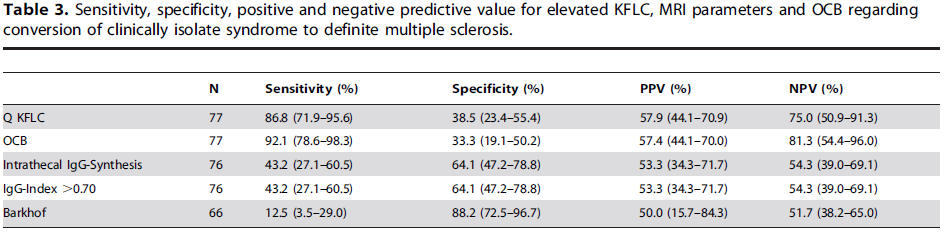 Table 3. Sensitivity, specificity, positive and negative predictive value for elevated KFLC, MRI parameters and OCB regarding
conversion of clinically isolate syndrome to definite multiple sclerosis.
N Sensitivity (%) Specificity (%) PPV (%) NPV (%)
Q KFLC 77 86.8 (71.9–95.6) 38.5 (23.4–55.4) 57.9 (44.1–70.9) 75.0 (50.9–91.3)
OCB 77 92.1 (78.6–98.3) 33.3 (19.1–50.2) 57.4 (44.1–70.0) 81.3 (54.4–96.0)
Intrathecal IgG-Synthesis 76 43.2 (27.1–60.5) 64.1 (47.2–78.8) 53.3 (34.3–71.7) 54.3 (39.0–69.1)
IgG-Index >0.70 76 43.2 (27.1–60.5) 64.1 (47.2–78.8) 53.3 (34.3–71.7) 54.3 (39.0–69.1)
Barkhof 66 12.5 (3.5–29.0) 88.2 (72.5–96.7) 50.0 (15.7–84.3) 51.7 (38.2–65.0)